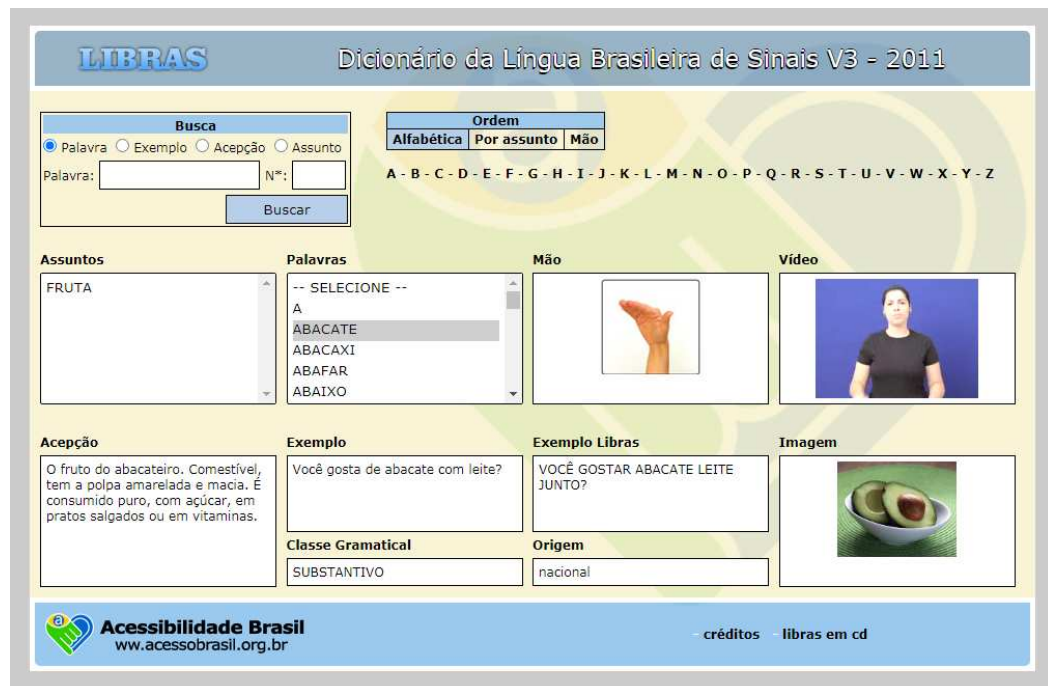 LIBRAS
Dicionário da Língua Brasileira de Sinais V3 - 2011
Busca
Palavra Exemplo Acepção Assunto
Palavra:
N*:
Buscar
Ordem
Alfabética Por assunto Mão
A - B - C - D - E - F - G - H - I - J - K - L - M - N - O - P - Q - R - S - T - U - V - W - X - Y - Z
Assuntos
FRUTA
Palavras
-- SELECIONE --
A
ABACATE
ABACAXI
ABAFAR
ABAIXO
Mão
Vídeo
Acepção
O fruto do abacateiro. Comestível,
tem a polpa amarelada e macia. É
consumido puro, com açúcar, em
pratos salgados ou em vitaminas.
Exemplo
Você gosta de abacate com leite?
Exemplo Libras
VOCÊ GOSTAR ABACATE LEITE
JUNTO?
Imagem
Classe Gramatical
SUBSTANTIVO
Origem
nacional
a
Acessibilidade Brasil
ww.acessobrasil.org.br
- créditos - libras em cd